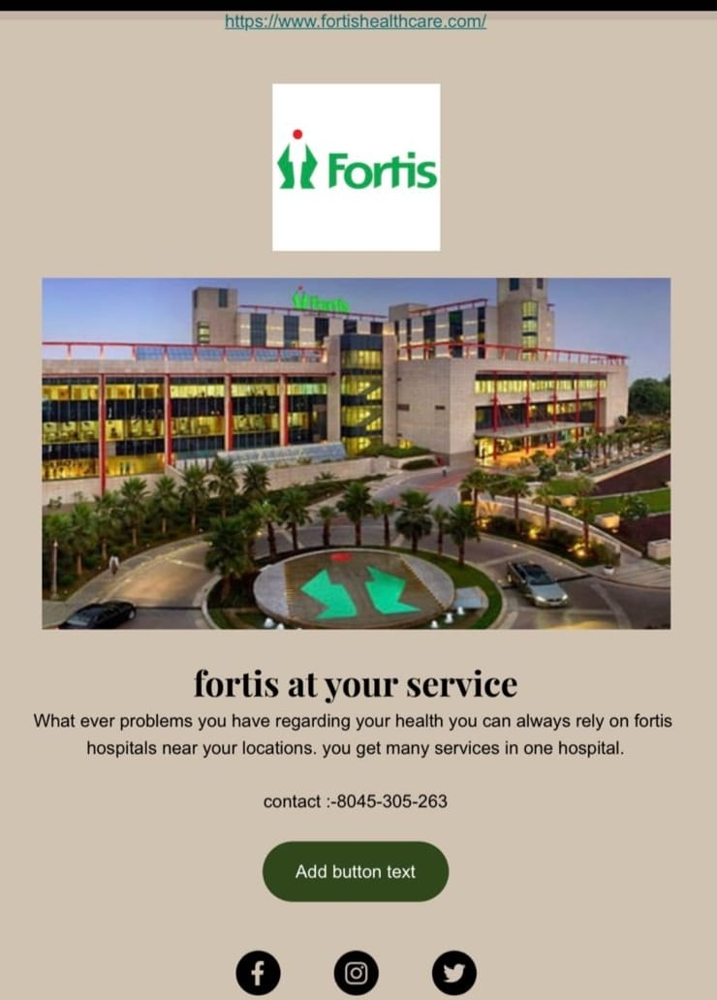 https://www.fortishealthcare.com/
Fortis
Fortis
fortis at your service
What ever problems you have regarding your health you can always rely on fortis
hospitals near your locations. you get many services in one hospital.
contact :-8045-305-263
Add button text